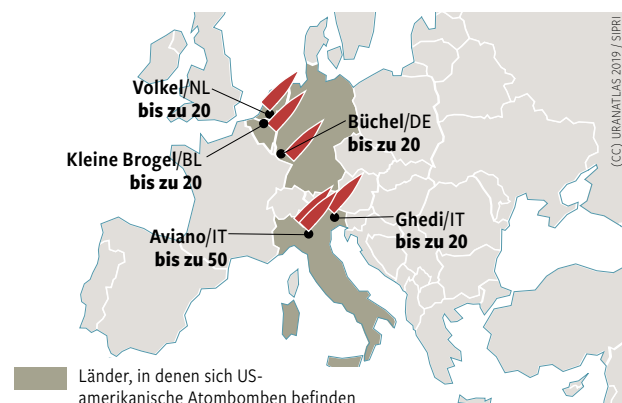 Volkel/NL
bis zu 20
Kleine Brogel/BL
bis zu 20
Büchel/DE
bis zu 20
Aviano/IT
bis zu 50
Ghedi/IT
bis zu 20
Länder, in denen sich US-
amerikanische Atombomben befinden
(CC) URANATLAS 2019 / SIPRI